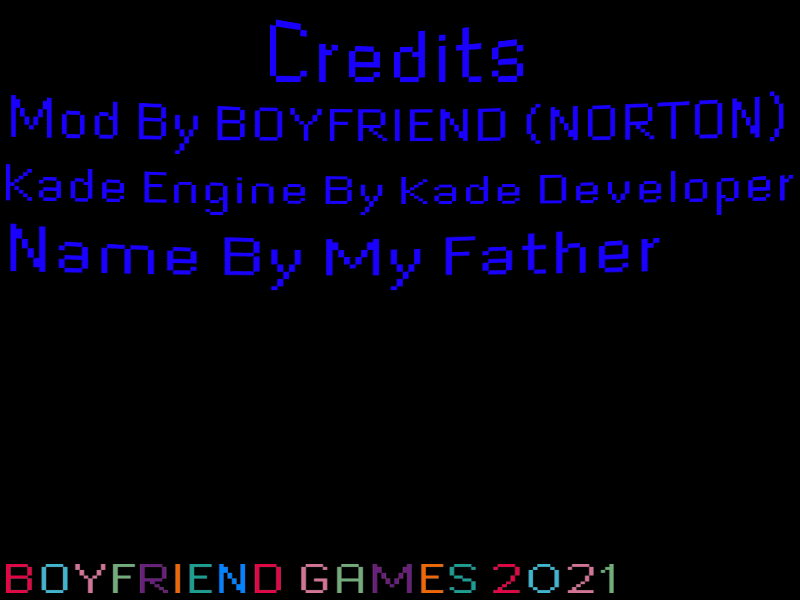 Credits
Mod By BOYFRIEND (NORTON)
Kade Engine By Kade Developer
Name By My Father
BOYFRIEND GAMES 2021